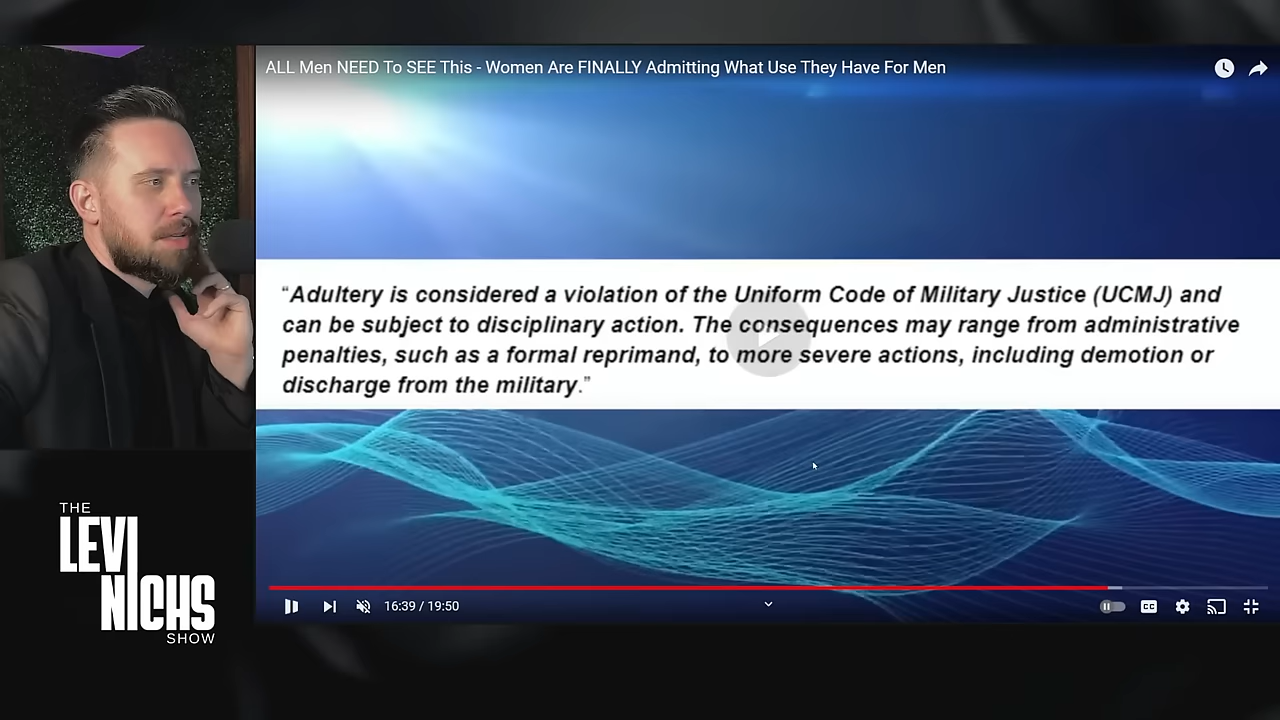 ALL Men NEED To SEE This - Women Are FINALLY Admitting What Use They Have For Men
“Adultery is considered a violation of the Uniform Code of Military Justice (UCMJ) and
can be subject to disciplinary action. The consequences may range from administrative
penalties, such as a formal reprimand, to more severe actions, including demotion or
discharge from the military.”
THE
LEVI
NICHS
SHOW
16:39 / 19:50
CC